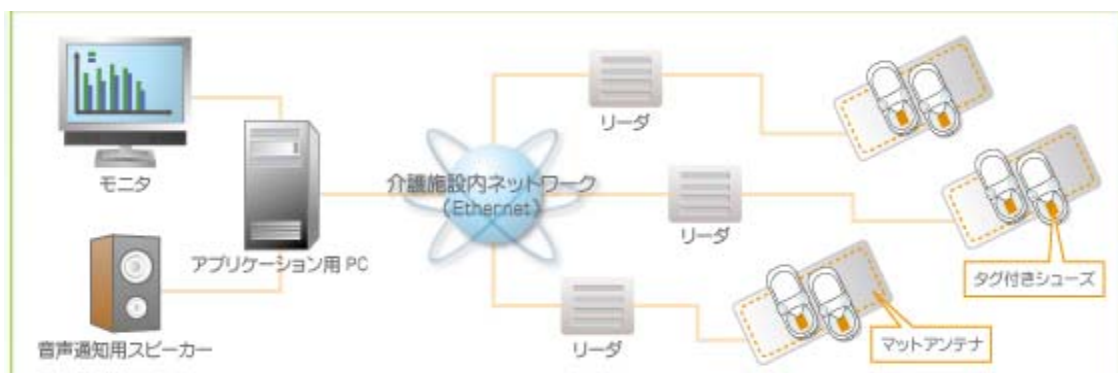 モニタ
音声通知用スピーカー
アプリケーション用 PC
介護施設内ネットワーク
(Ethernet)
リーダ
リーダ
リーダ
タグ付きシューズ
マットアンテナ